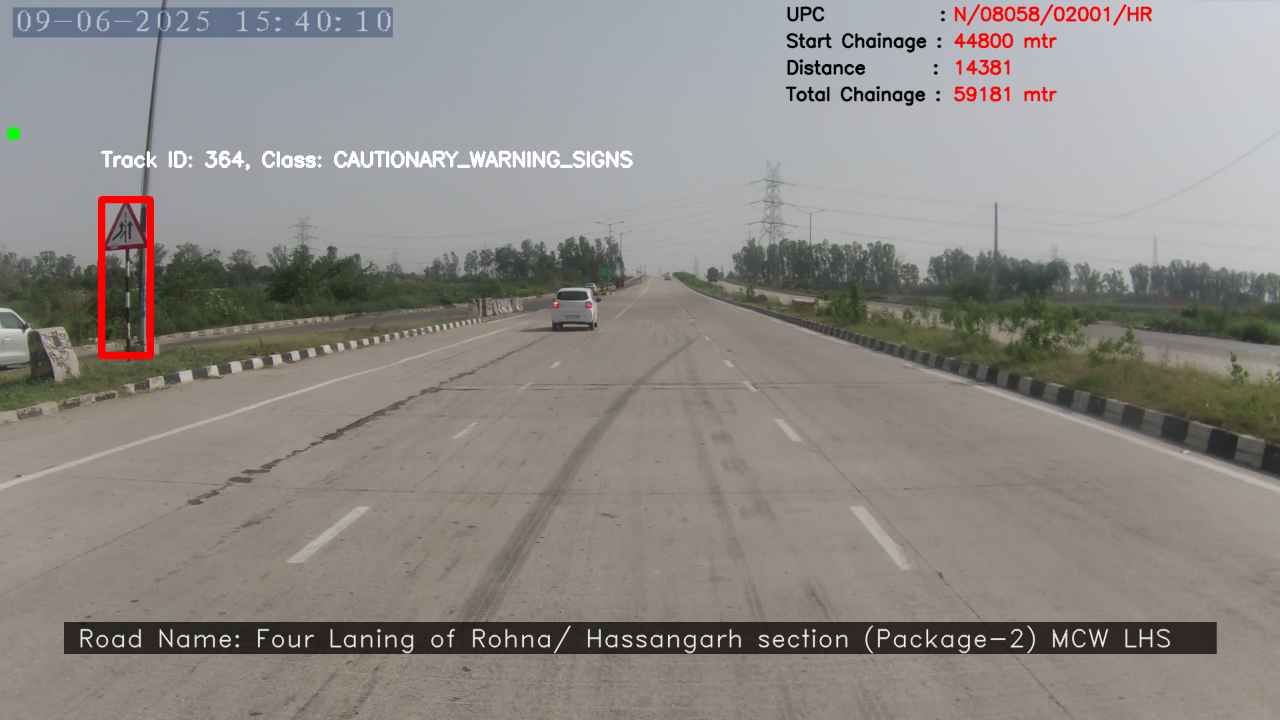 09-06-2025 15:40:10
UPC : N/08058/02001/HR
Start Chainage : 44800 mtr
Distance : 14381
Total Chainage : 59181 mtr
Track ID: 364, Class: CAUTIONARY_WARNING_SIGNS
Road Name: Four Laning of Rohna/ Hassangarh section (Package-2) MCW LHS